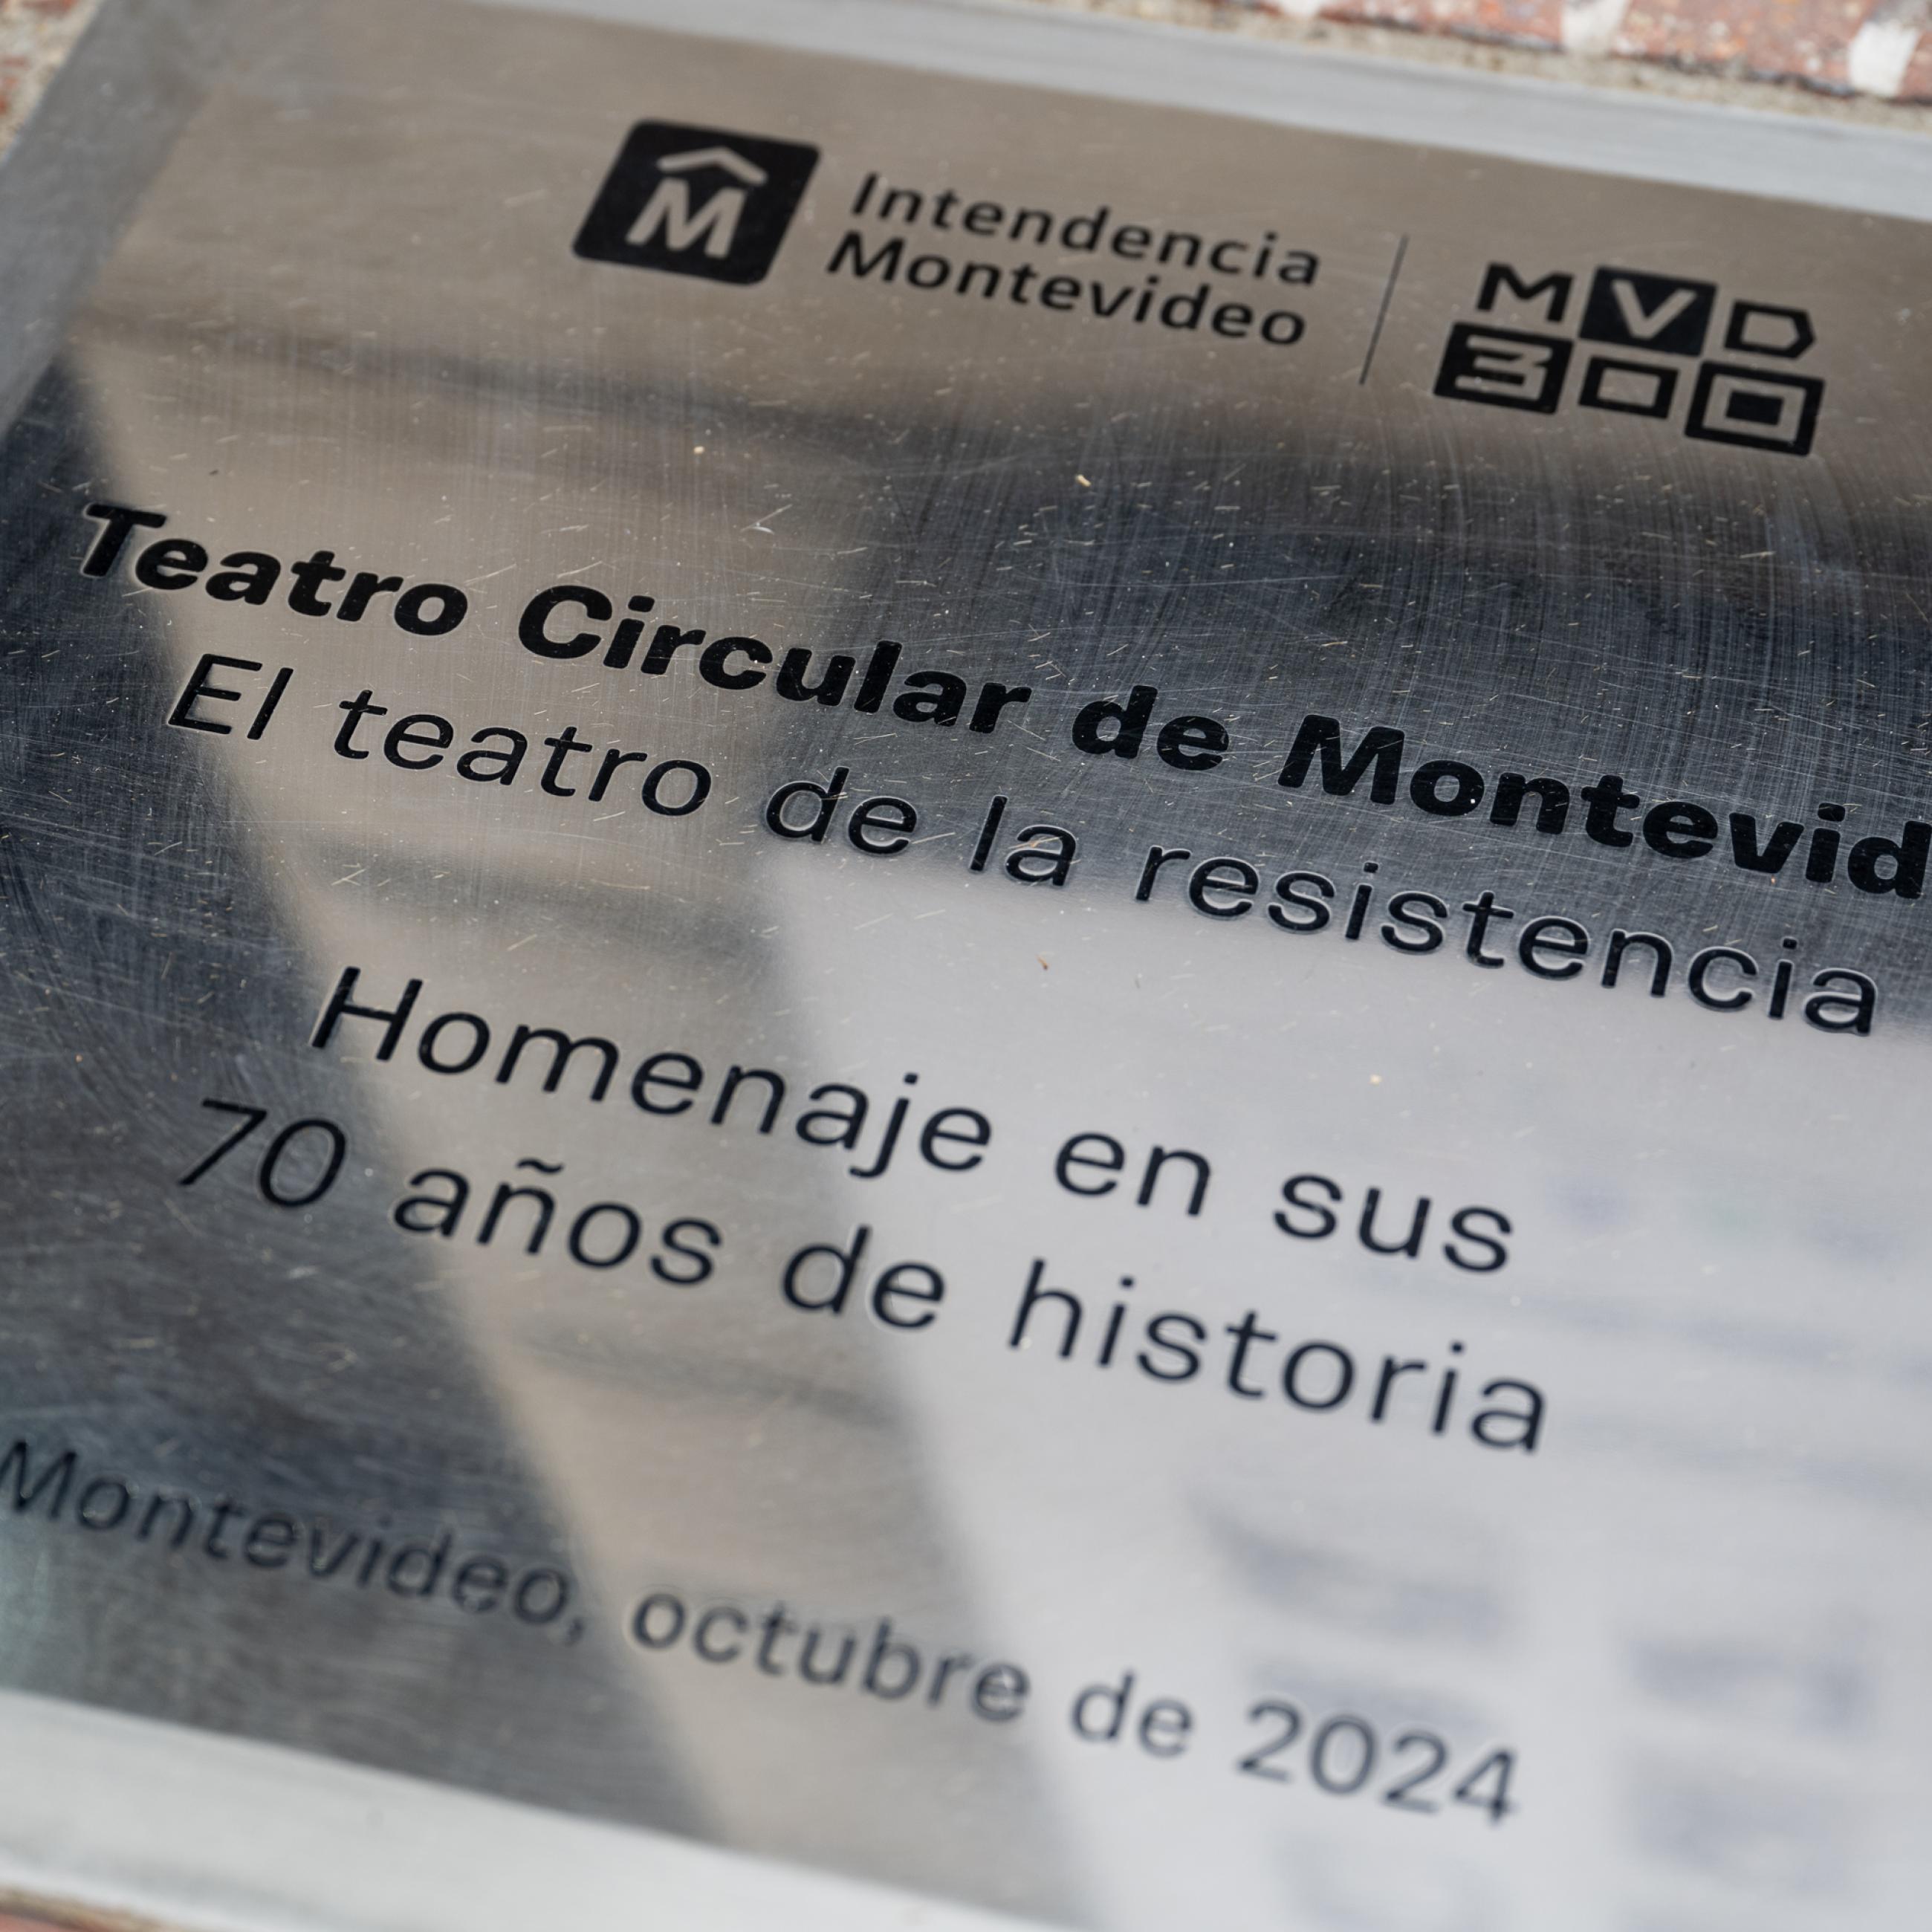 M
Intendencia
Montevideo
MVD
300
Teatro Circular de Montevid
El teatro de la resistencia
Homenaje en sus
70 años de historia
Montevideo, octubre de 2024